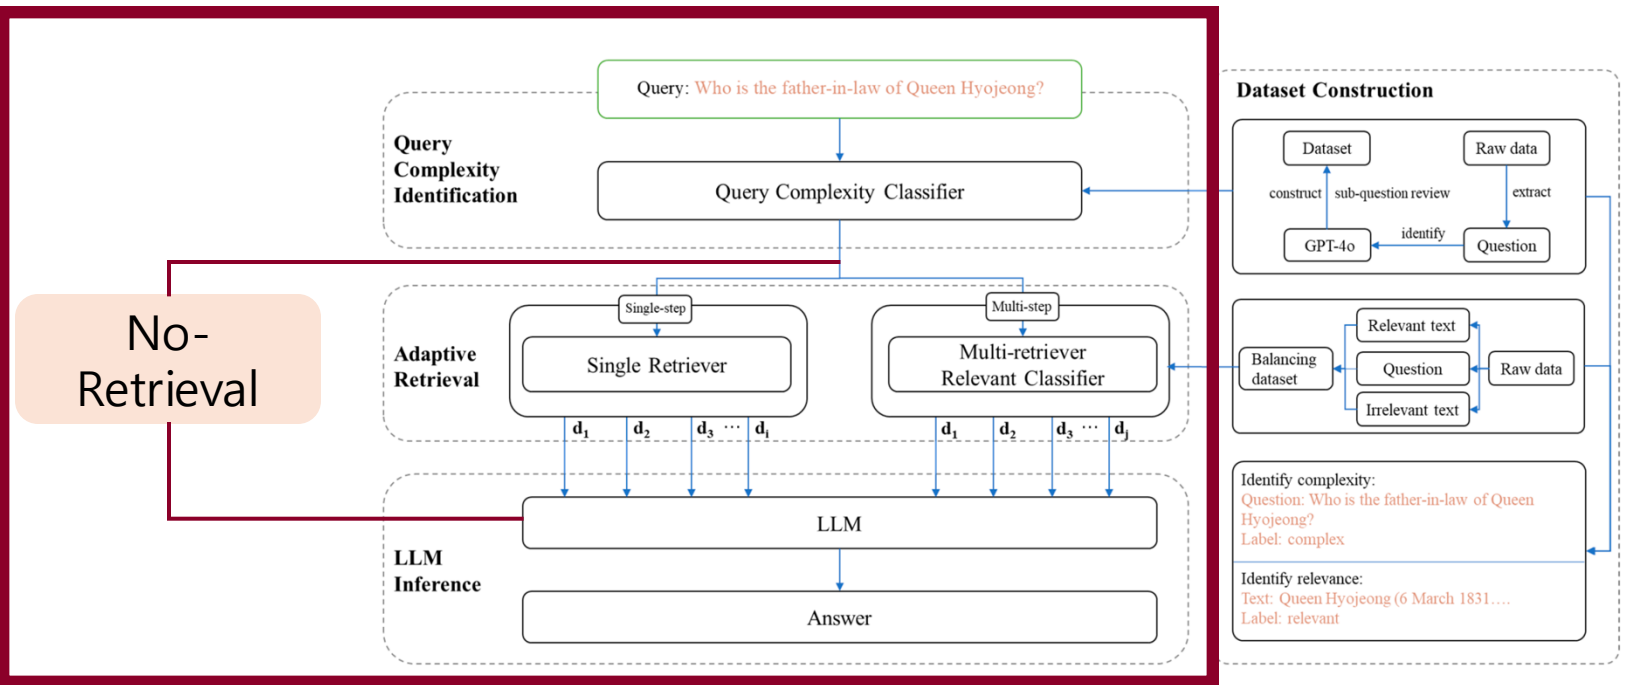 Query: Who is the father-in-law of Queen Hyojeong?
Query
Complexity
Identification
Query Complexity Classifier
No-
Retrieval
Adaptive
Retrieval
Single-step
Single Retriever
Multi-step
Multi-retriever
Relevant Classifier
d1 d2 d3 ··· di
d1 d2 d3 ··· dj
LLM
Inference
LLM
Answer
Dataset Construction
Dataset
Raw data
construct
sub-question review
extract
GPT-4o
identify
Question
Relevant text
Balancing
dataset
Question
Raw data
Irrelevant text
Identify complexity:
Question: Who is the father-in-law of Queen
Hyojeong?
Label: complex
Identify relevance:
Text: Queen Hyojeong (6 March 1831....
Label: relevant